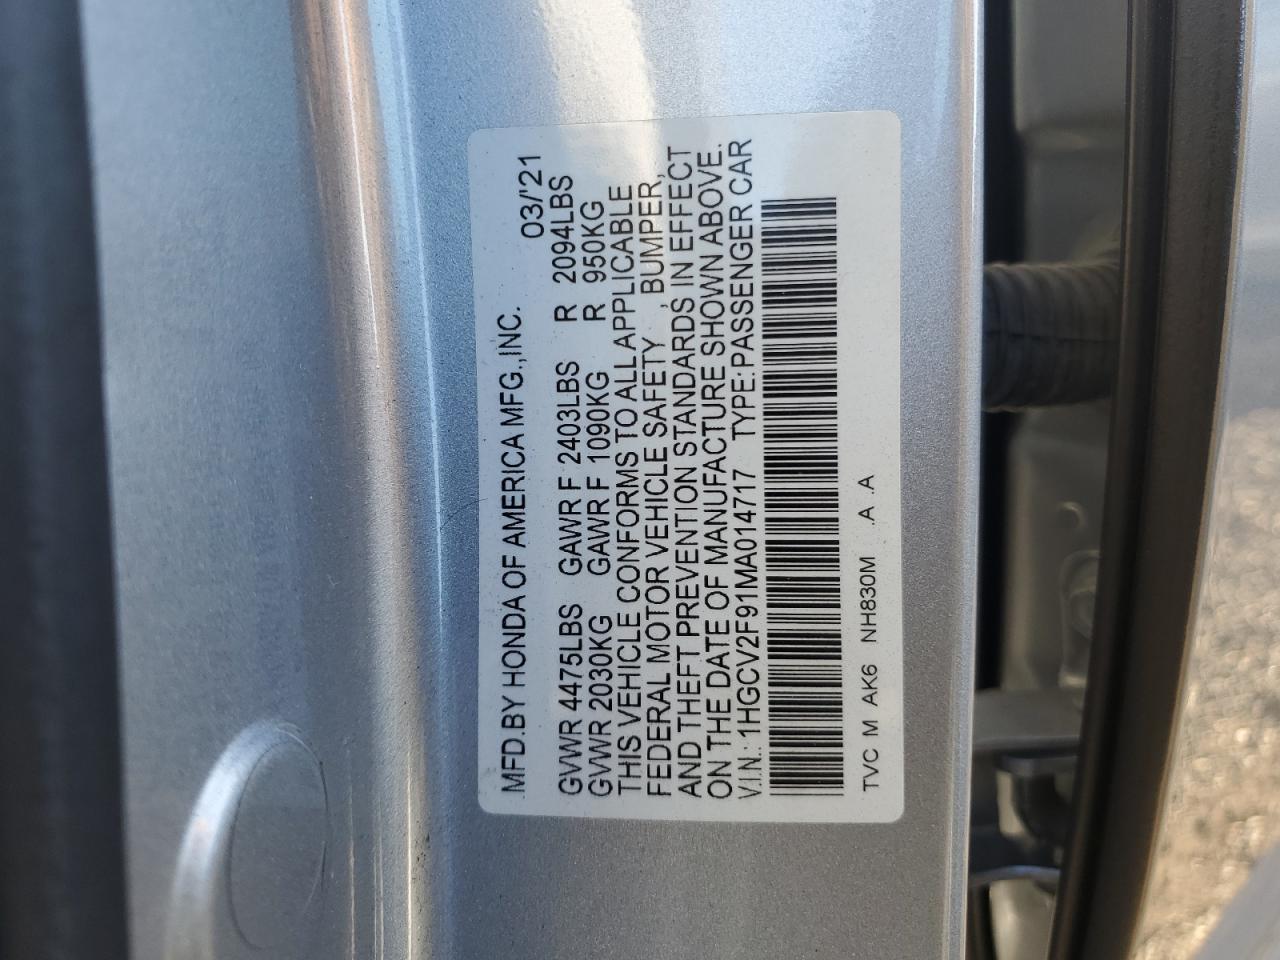 MFD.BY HONDA OF AMERICA MFG.,INC. 03/'21
GVWR 4475LBS GAWR F 2403LBS R 2094LBS
GVWR 2030KG GAWR F 1090KG R 950KG
THIS VEHICLE CONFORMS TO ALL APPLICABLE
FEDERAL MOTOR VEHICLE SAFETY , BUMPER,
AND THEFT PREVENTION STANDARDS IN EFFECT
ON THE DATE OF MANUFACTURE SHOWN ABOVE.
V.I.N.: 1HGCV2F91MA014717 TYPE:PASSENGER CAR
TVC M AK6 NH830M .A .A